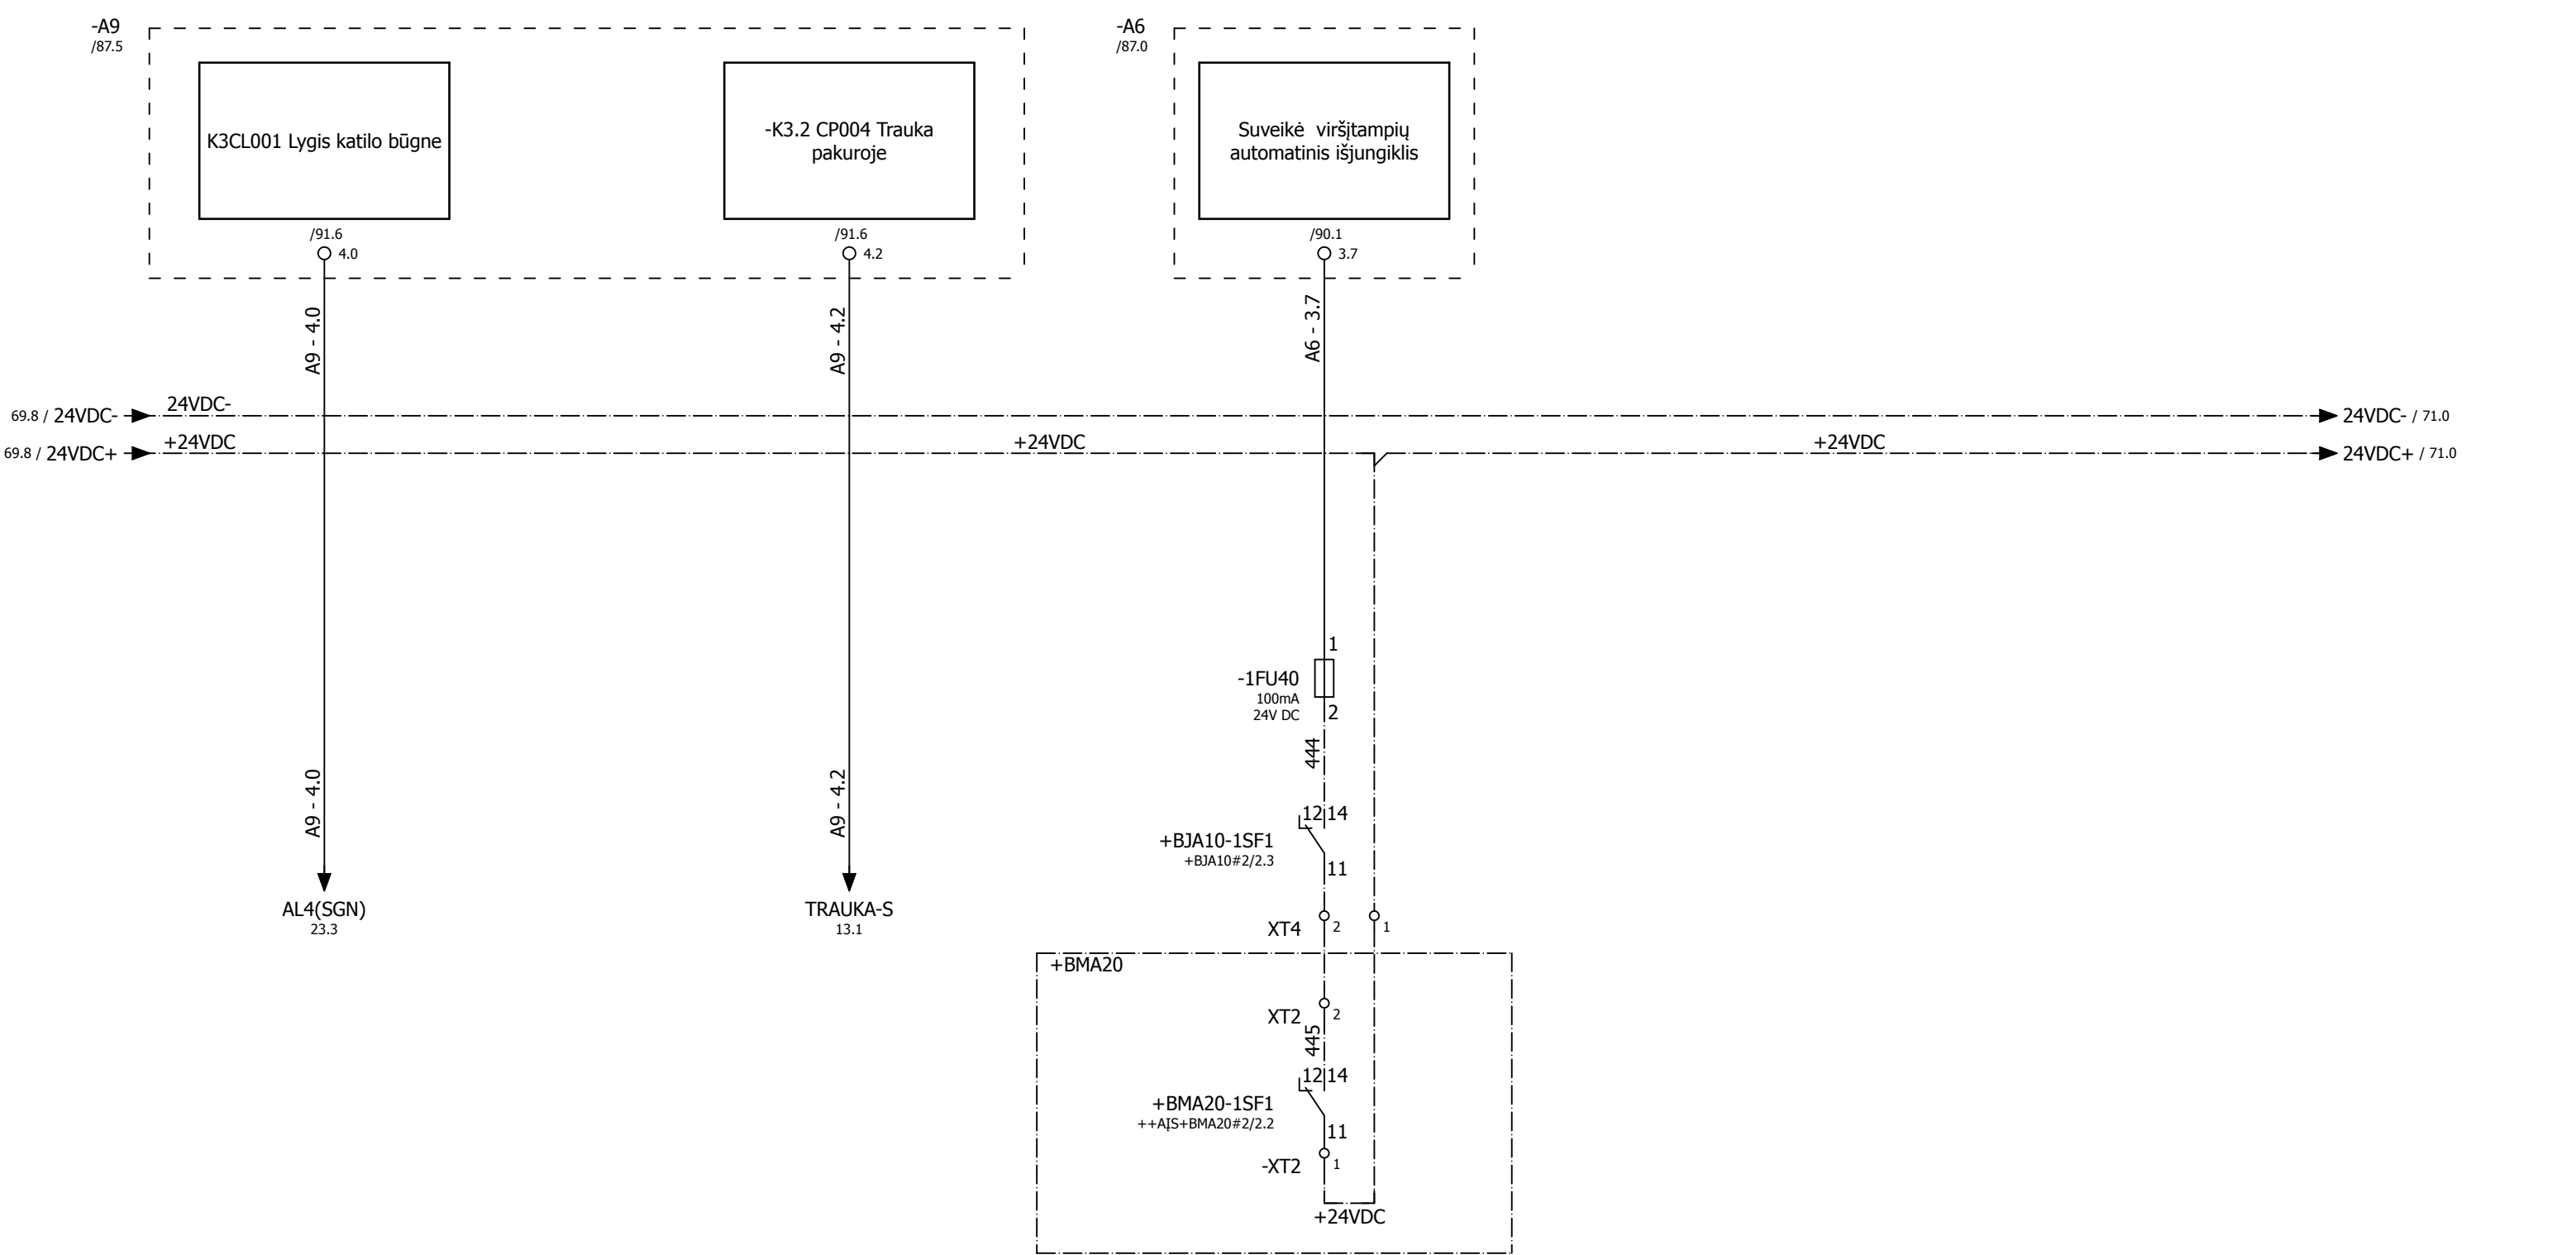 -A9
/87.5
K3CL001 Lygis katilo būgne
/91.6
4.0
-K3.2 CP004 Trauka
pakuroje
/91.6
4.2
-A6
/87.0
Suveikė  viršįtampių
automatinis išjungiklis
/90.1
3.7
A9 - 4.0
A9 - 4.2
A6 - 3.7
69.8 / 24VDC-
24VDC-
24VDC- / 71.0
69.8 / 24VDC+
+24VDC
+24VDC
+24VDC
24VDC+ / 71.0
1
-1FU40
100mA
24V DC
2
444
A9 - 4.0
A9 - 4.2
12 14
+BJA10-1SF1
+BJA10#2/2.3
11
AL4(SGN)
23.3
TRAUKA-S
13.1
XT4
2
1
+BMA20
XT2
2
445
12 14
+BMA20-1SF1
++AĮS+BMA20#2/2.2
11
-XT2
1
+24VDC